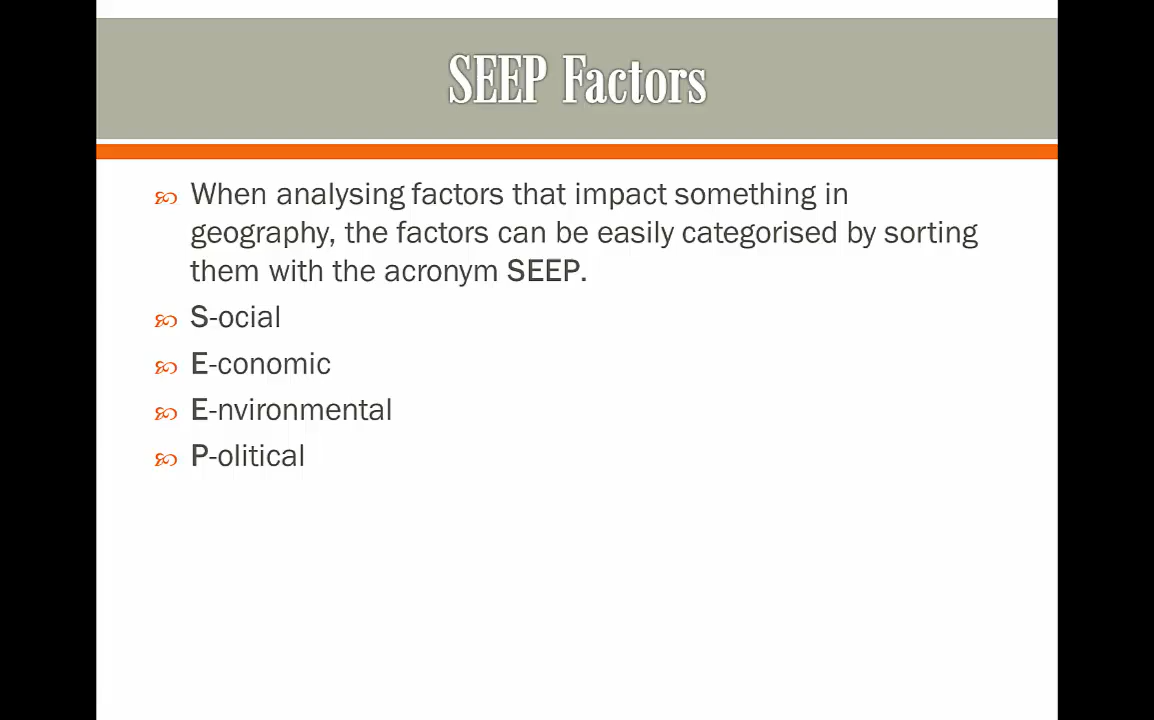 SEEP Factors
When analysing factors that impact something in
geography, the factors can be easily categorised by sorting
them with the acronym SEEP.
S-ocial
E-conomic
E-nvironmental
P-olitical